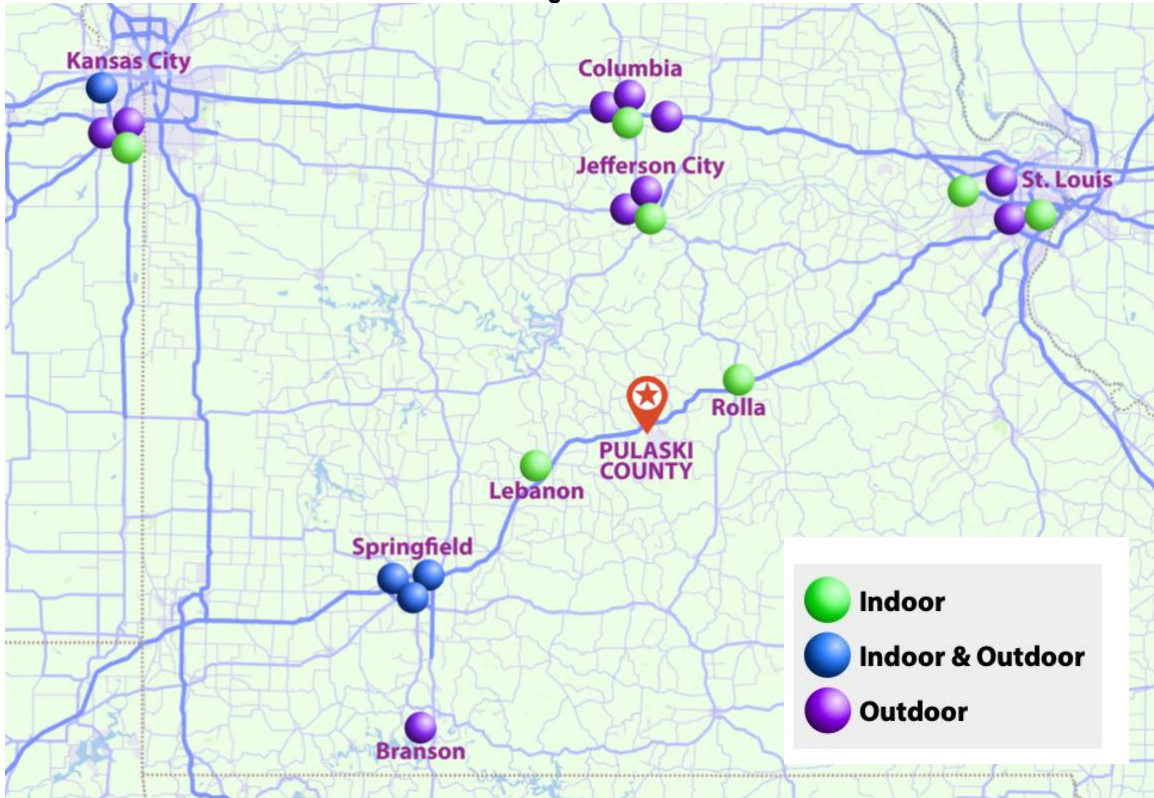 Kansas City
Columbia
Jefferson City
St. Louis
Rolla
PULASKI
COUNTY
Lebanon
Springfield
Branson
Indoor
Indoor & Outdoor
Outdoor